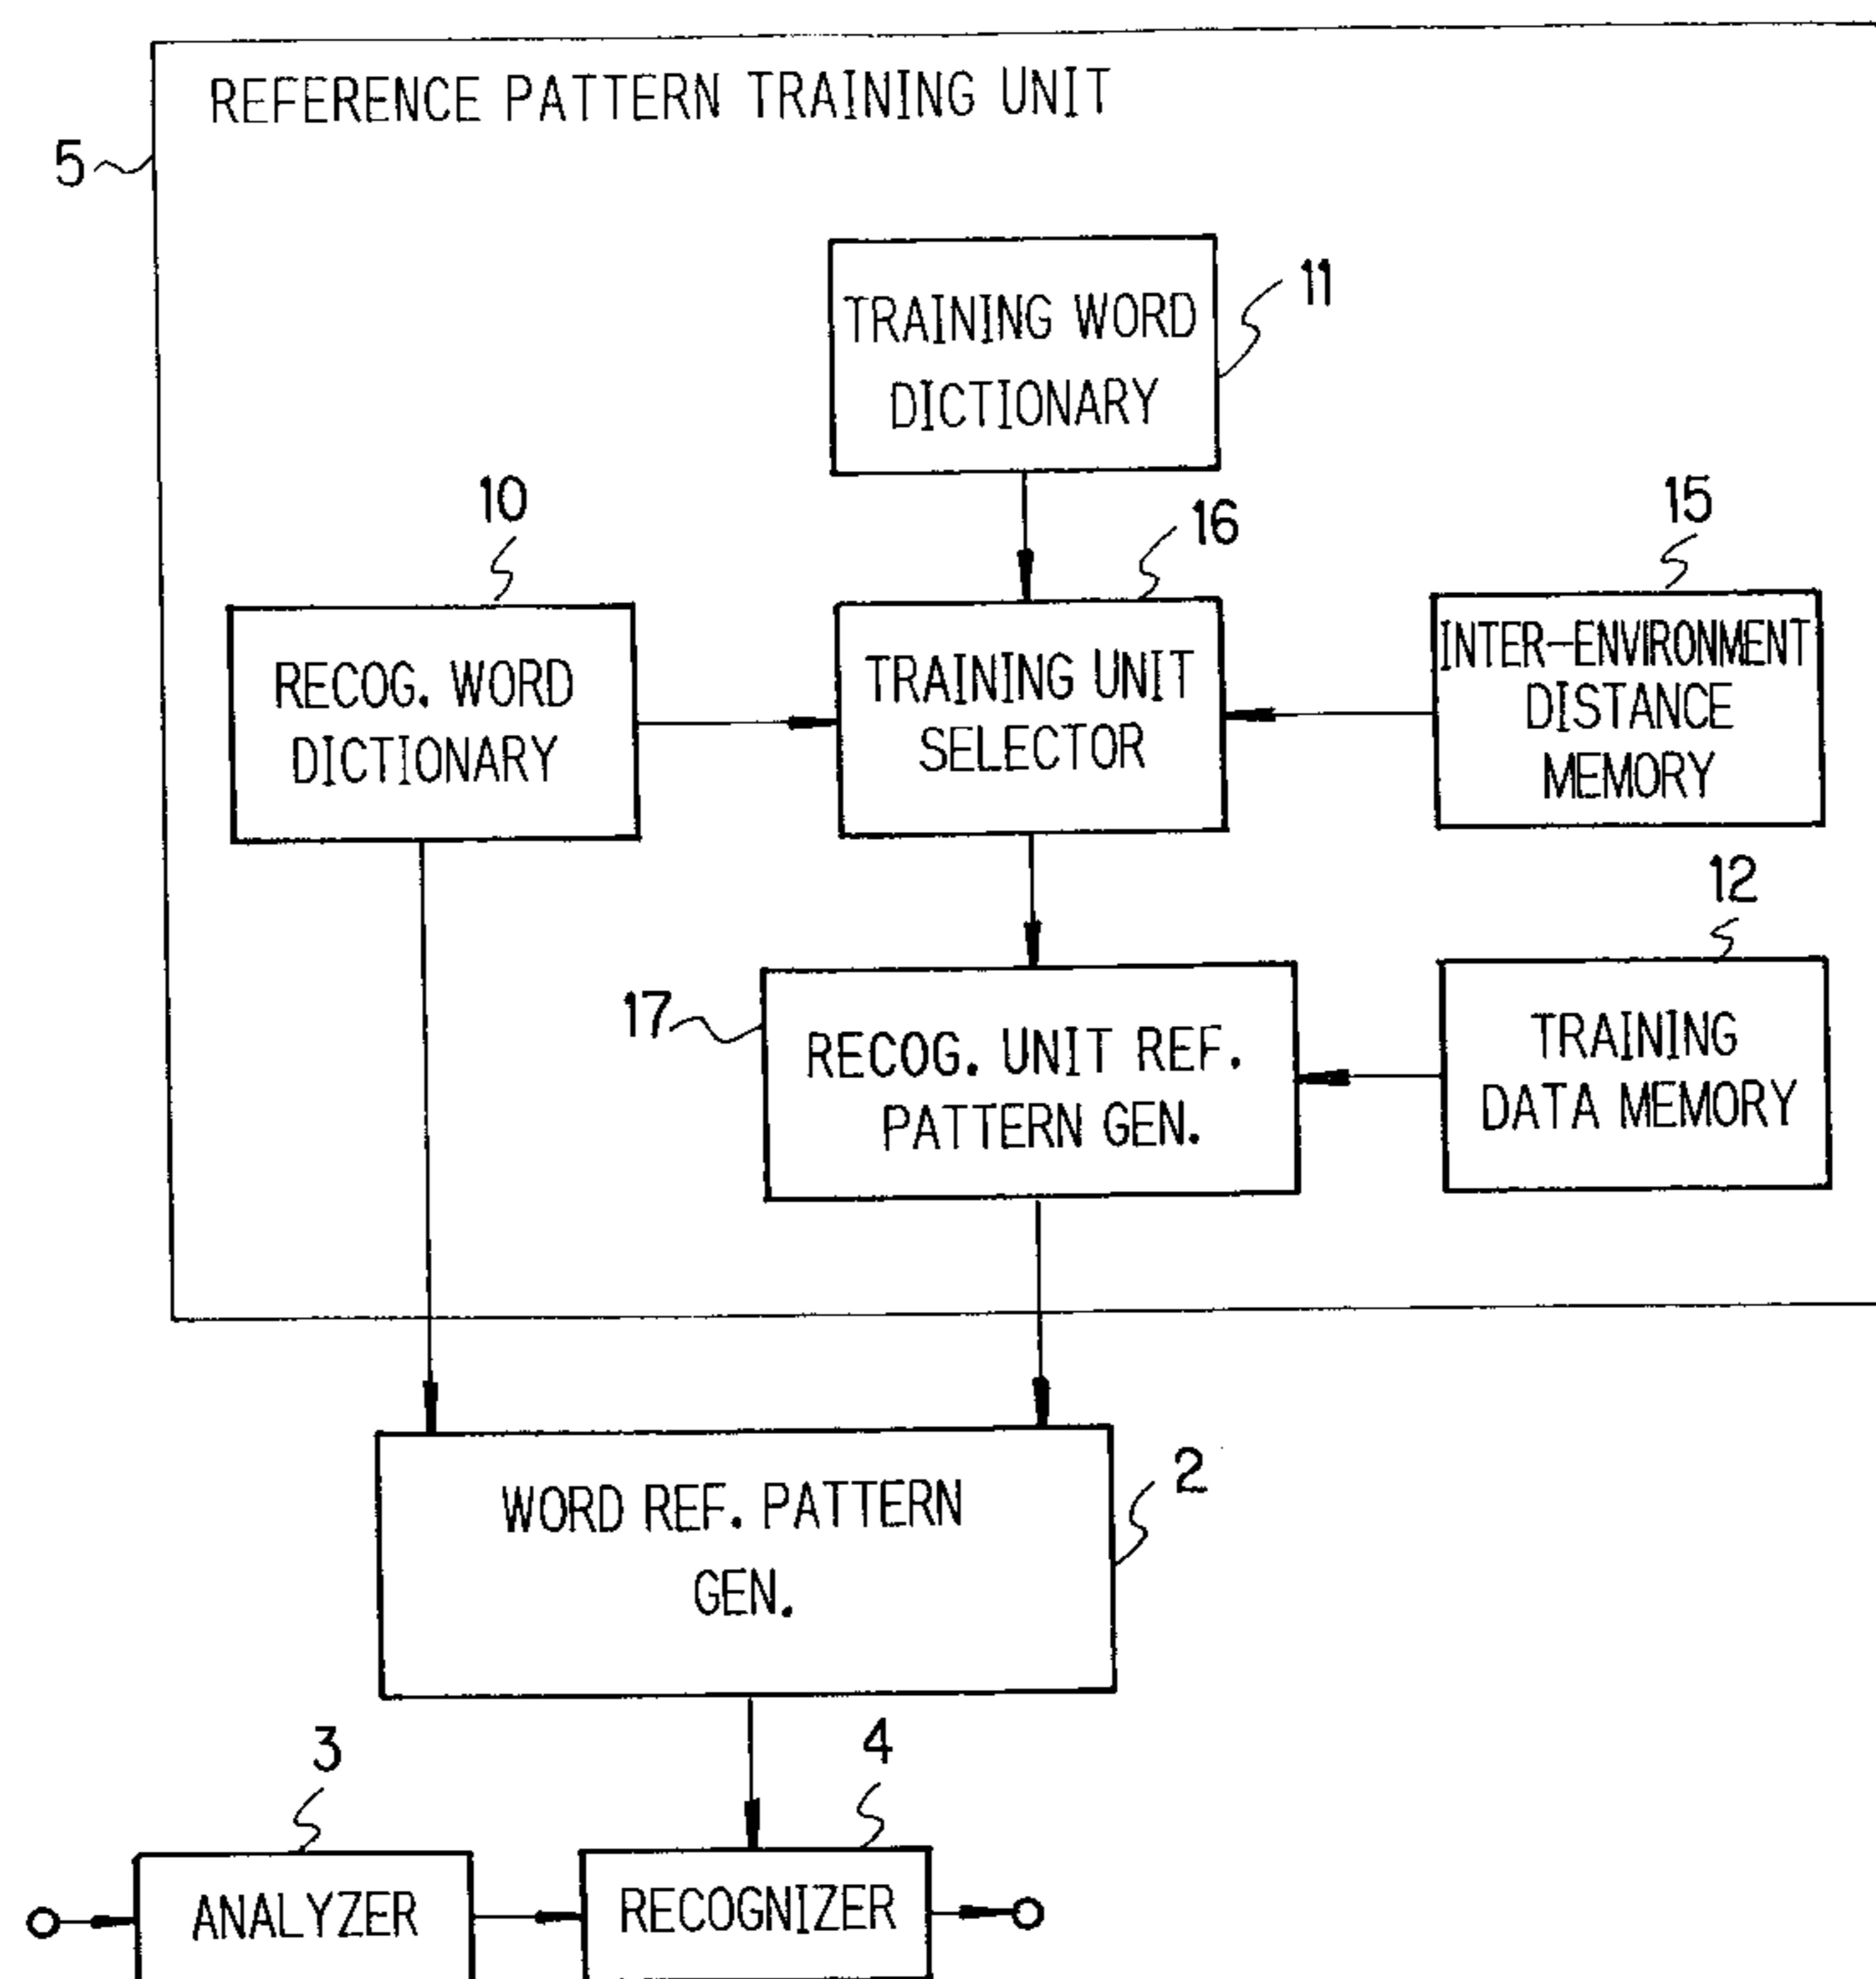 REFERENCE PATTERN TRAINING UNIT
5
11
TRAINING WORD
DICTIONARY
10
16
15
RECOG. WORD
DICTIONARY
TRAINING UNIT
SELECTOR
INTER-ENVIRONMENT
DISTANCE
MEMORY
12
17
RECOG. UNIT REF.
PATTERN GEN.
TRAINING
DATA MEMORY
2
WORD REF. PATTERN
GEN.
3
4
ANALYZER
RECOGNIZER